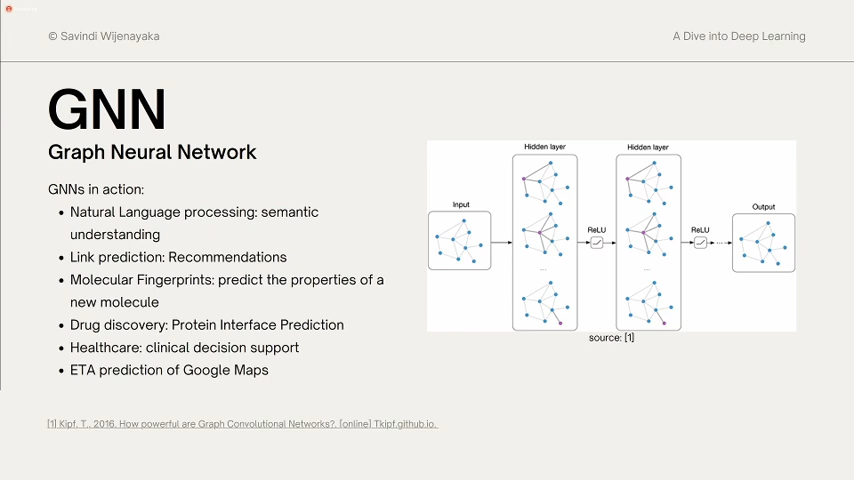 © Savindi Wijenayaka
A Dive into Deep Learning
GNN
Graph Neural Network
GNNs in action:
• Natural Language processing: semantic
understanding
• Link prediction: Recommendations
• Molecular Fingerprints: predict the properties of a
new molecule
• Drug discovery: Protein Interface Prediction
• Healthcare: clinical decision support
• ETA prediction of Google Maps
Hidden layer
Hidden layer
Input
Output
ReLU
ReLU
...
...
source: [1]
[1] Kipf, T., 2016. How powerful are Graph Convolutional Networks?. [online] Tkipf.github.io.